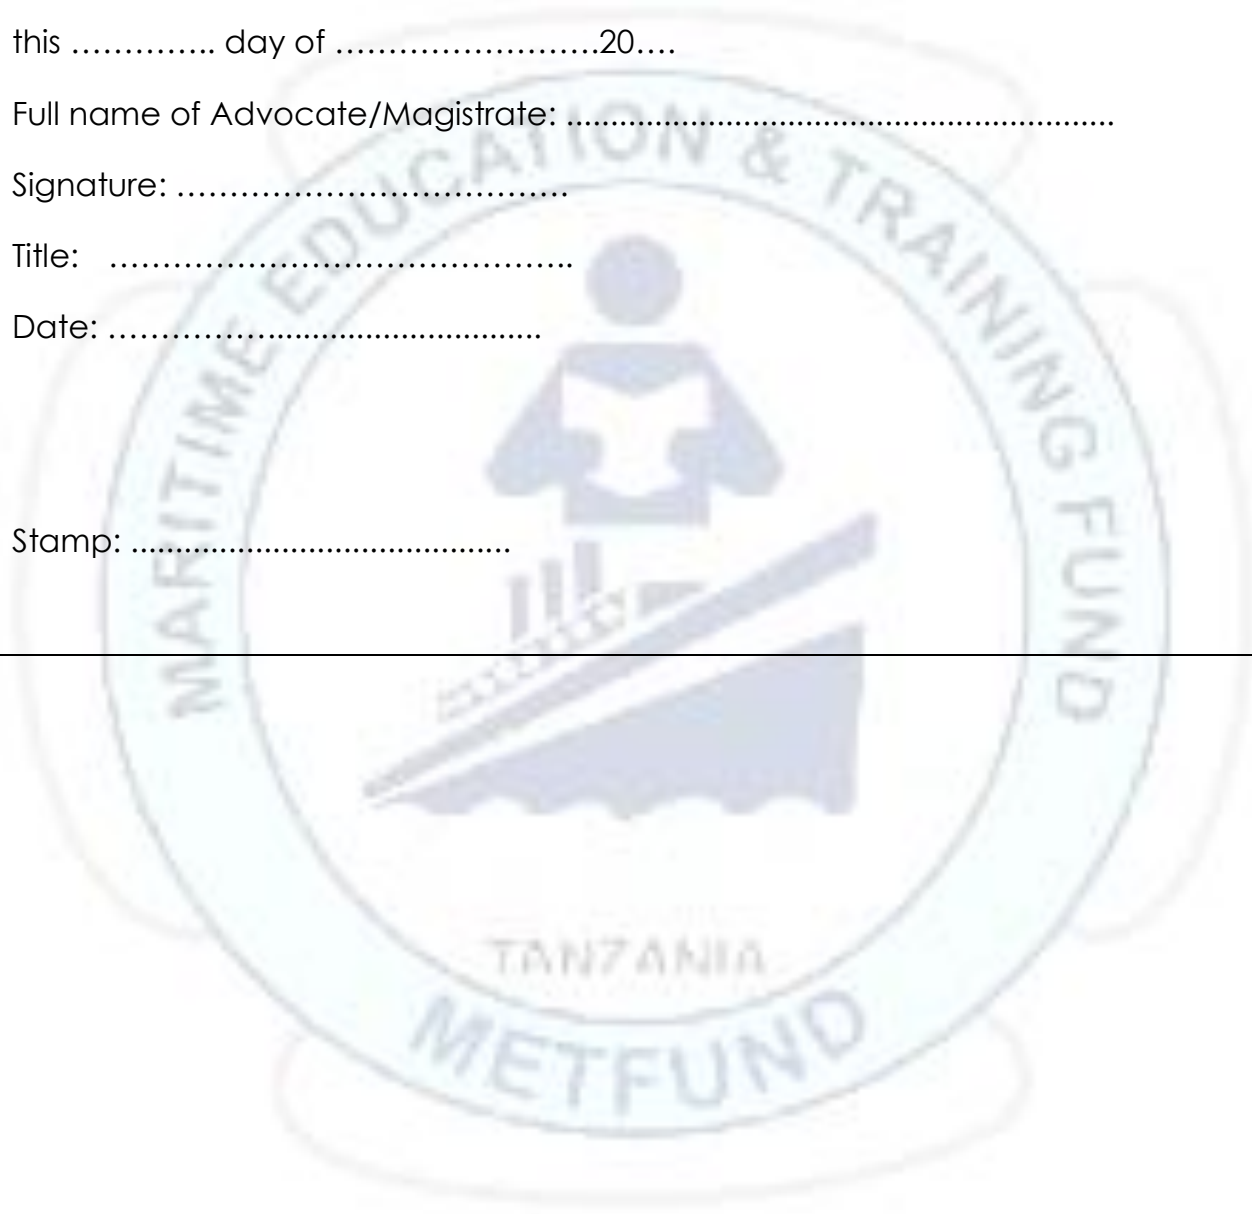 this ………….. day of …………………….20….
Full name of Advocate/Magistrate: ................................................................
Signature: ……………………………….
Title: ……………………………………..
Date: ……………...............................
Stamp: ..........................................
MARITIME EDUCATION & TRAINING FUND
TANZANIA
METFUND